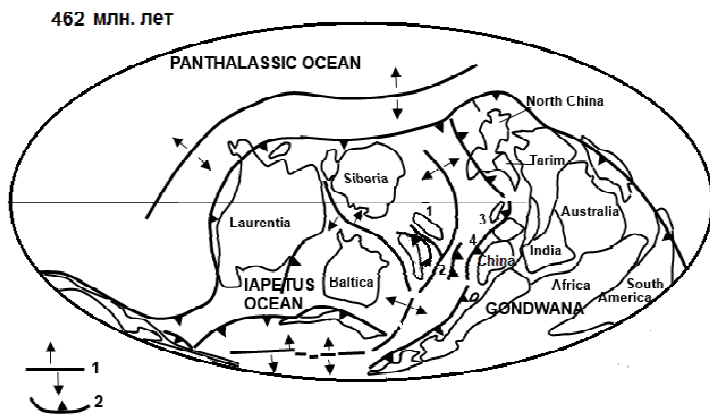 462 млн. лет
PANTHALASSIC OCEAN
North China
Tarim
Siberia
Laurentia
1
3
Australia
4
2
China
India
Baltica
IAPETUS
OCEAN
Africa
South
America
GONDWANA
1
2